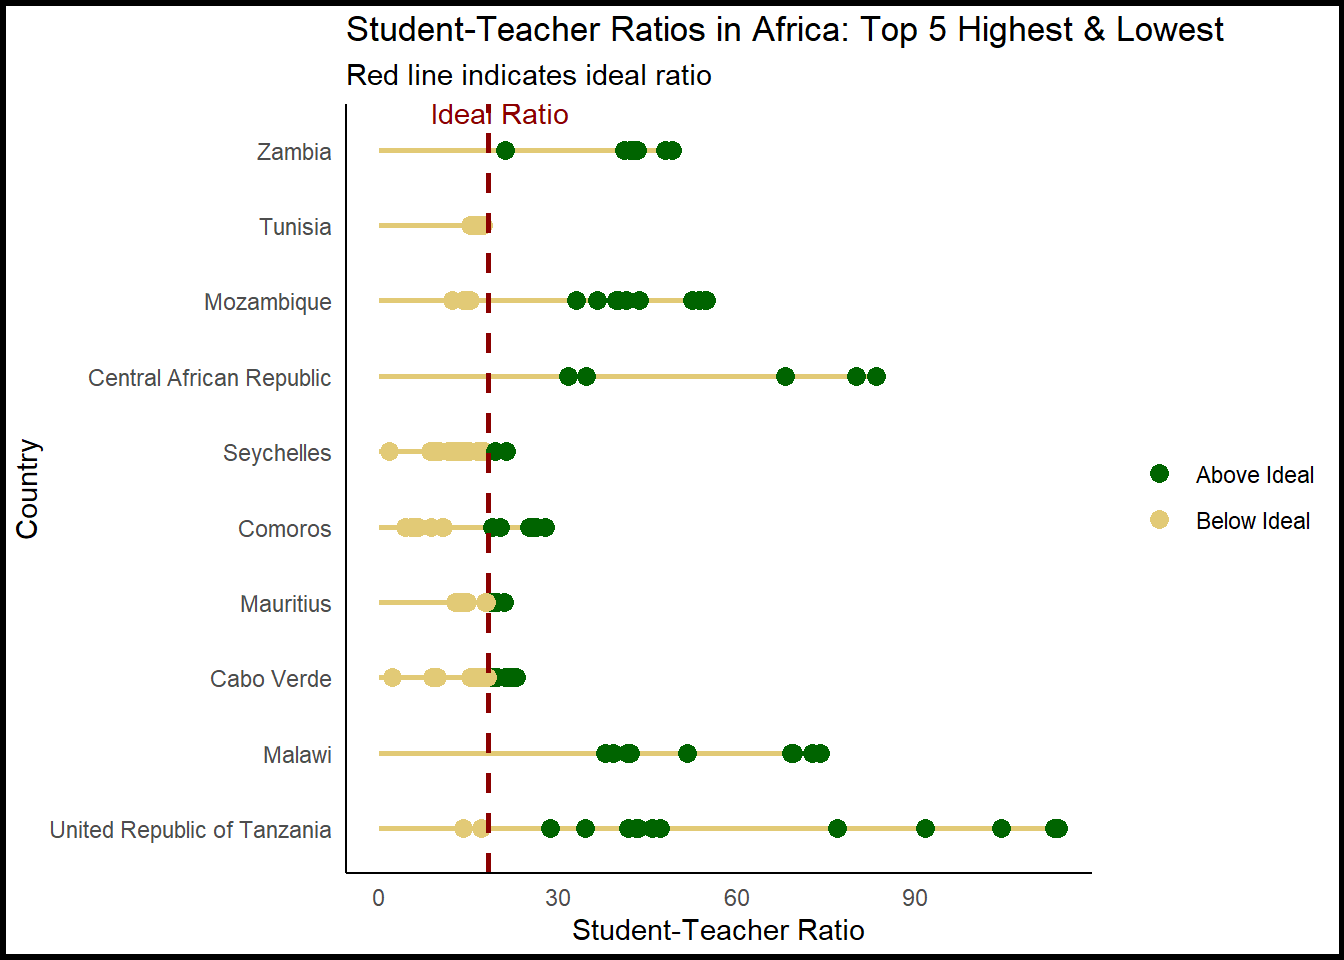 Student-Teacher Ratios in Africa: Top 5 Highest & Lowest
Red line indicates ideal ratio
Ideal Ratio
Zambia
Tunisia
Mozambique
Central African Republic
Seychelles
Comoros
Mauritius
Cabo Verde
Malawi
United Republic of Tanzania
Country
Above Ideal
Below Ideal
0 30 60 90
Student-Teacher Ratio